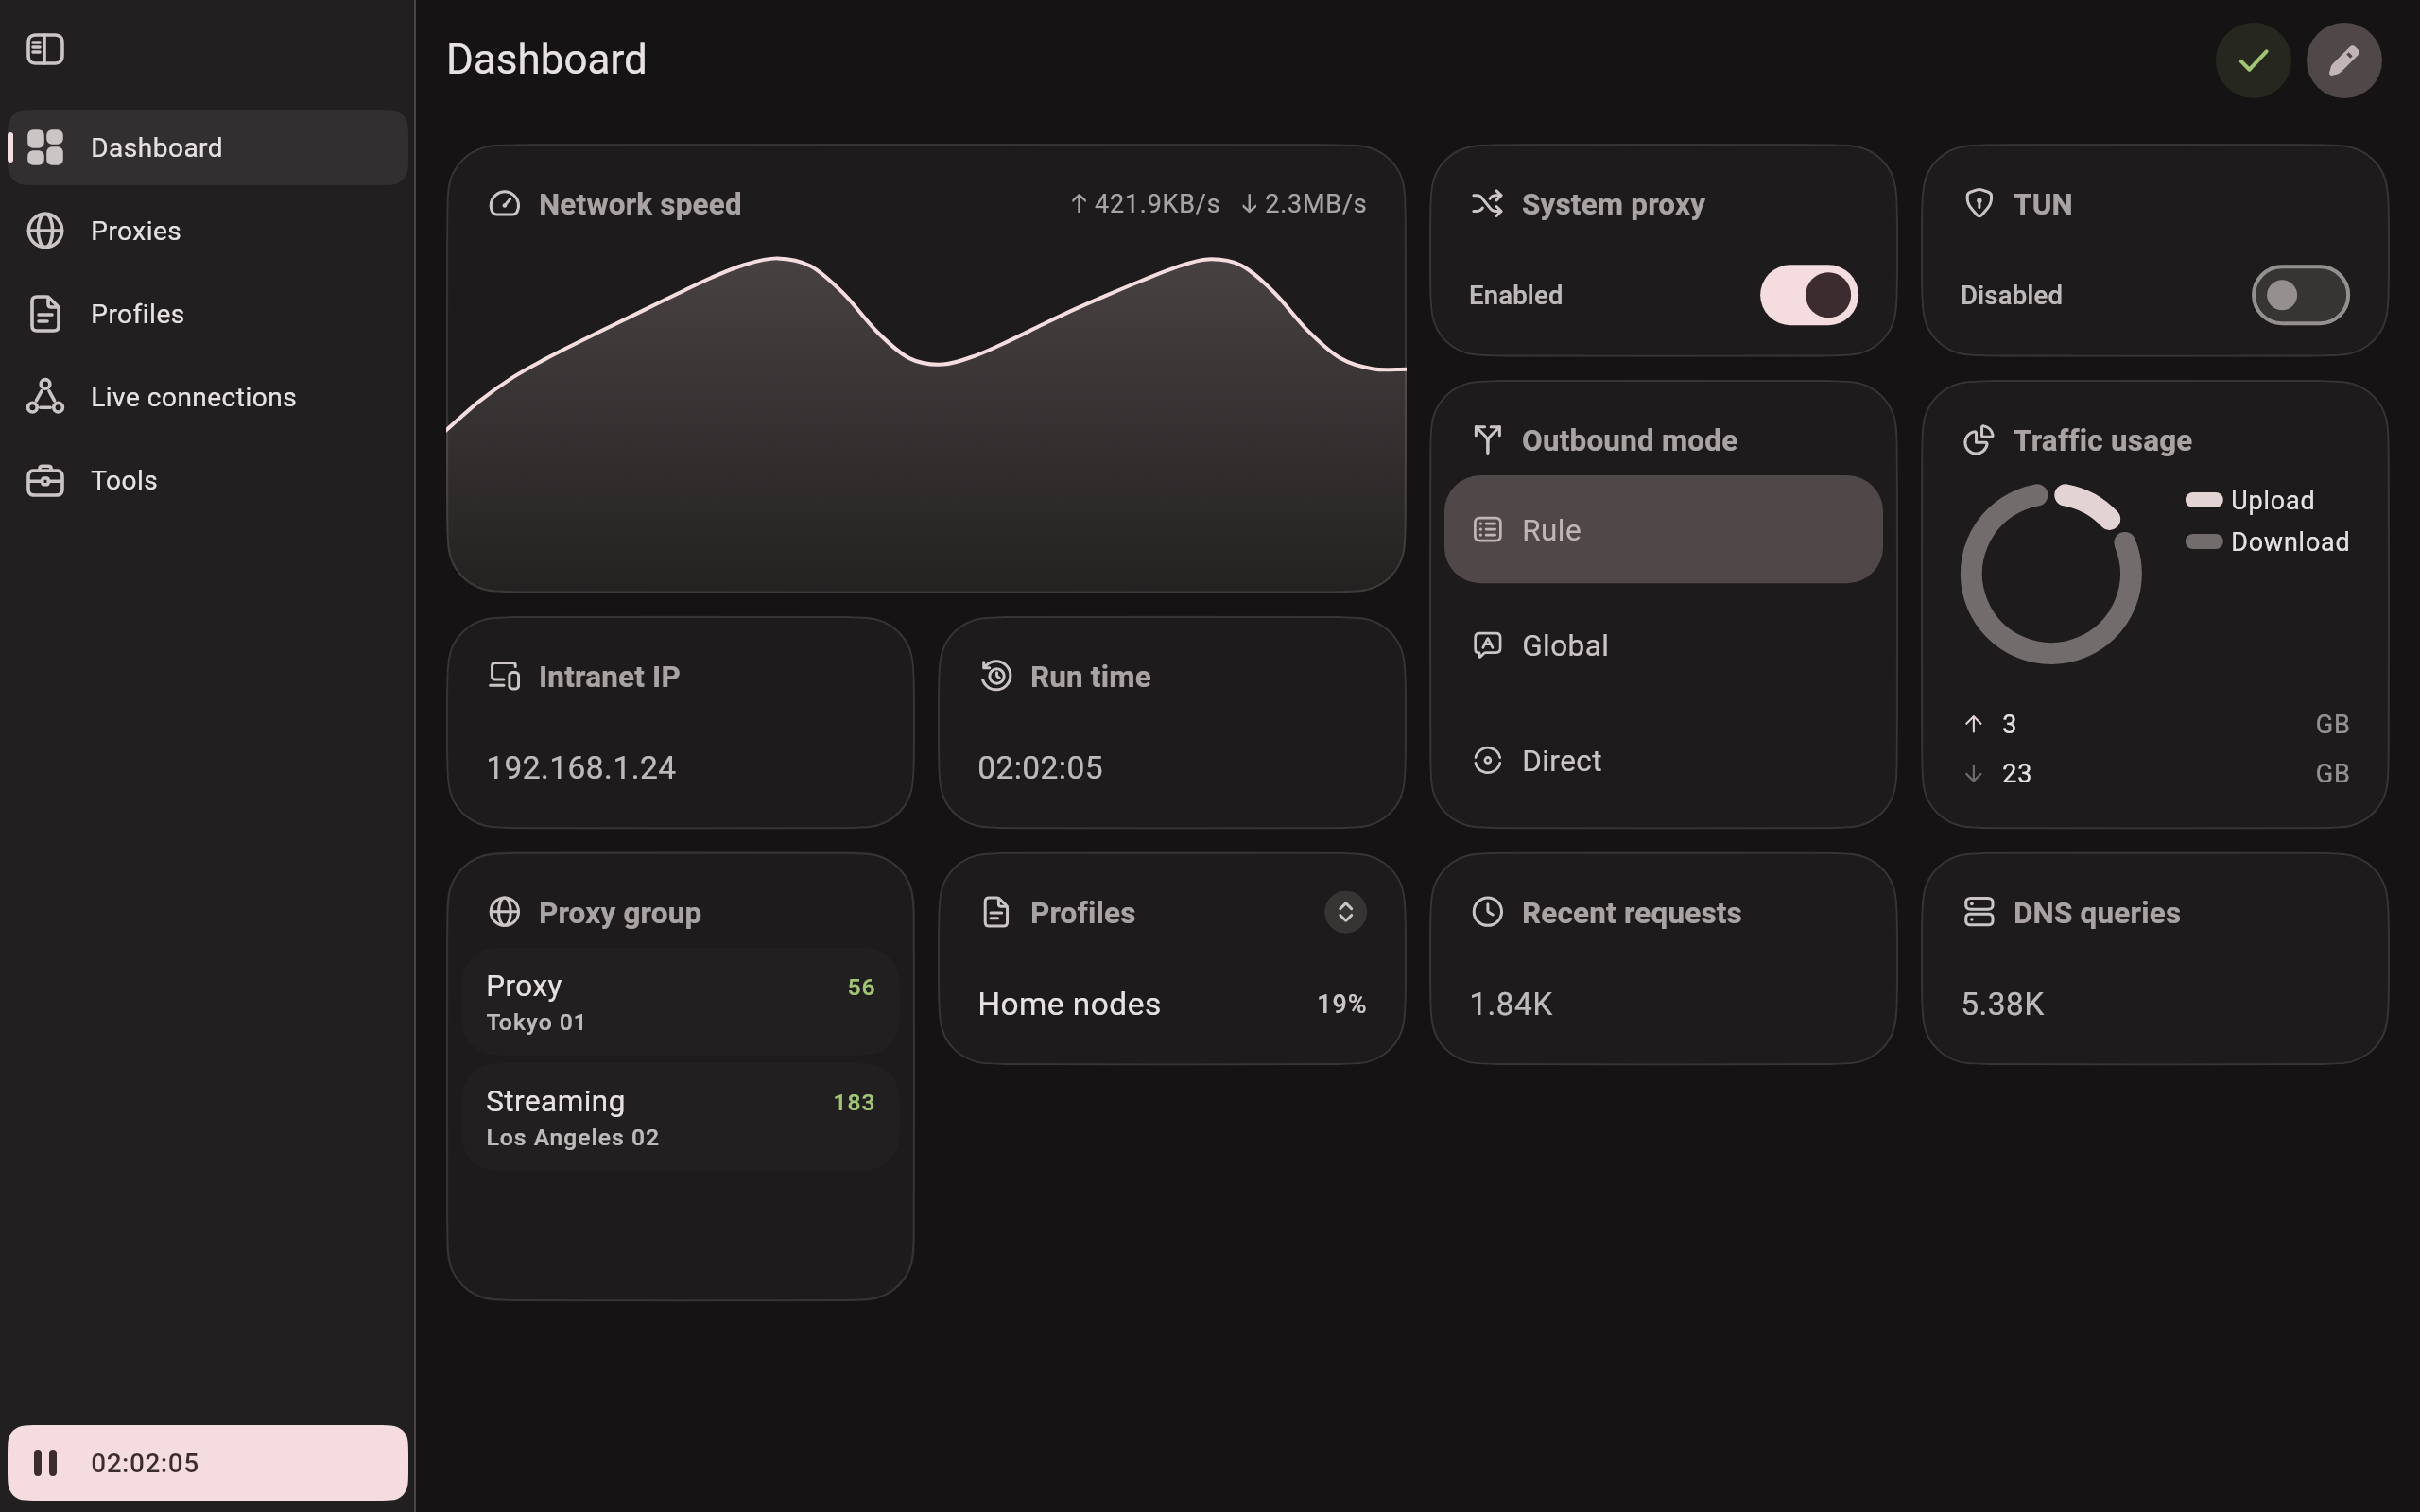 Dashboard
Proxies
Profiles
Live connections
Tools
02:02:05
Dashboard
Network speed
↑ 421.9KB/s ↓ 2.3MB/s
System proxy
Enabled
TUN
Disabled
Outbound mode
Rule
Global
Direct
Traffic usage
Upload
Download
↑ 3 GB
↓ 23 GB
Intranet IP
192.168.1.24
Run time
02:02:05
Proxy group
Proxy 56
Tokyo 01
Streaming 183
Los Angeles 02
Profiles
Home nodes 19%
Recent requests
1.84K
DNS queries
5.38K